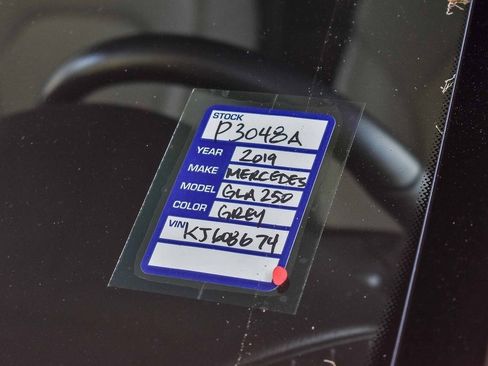 STOCK P3048A
YEAR 2019
MAKE MERCEDES
MODEL GLA 250
COLOR GREY
VIN KJ608674